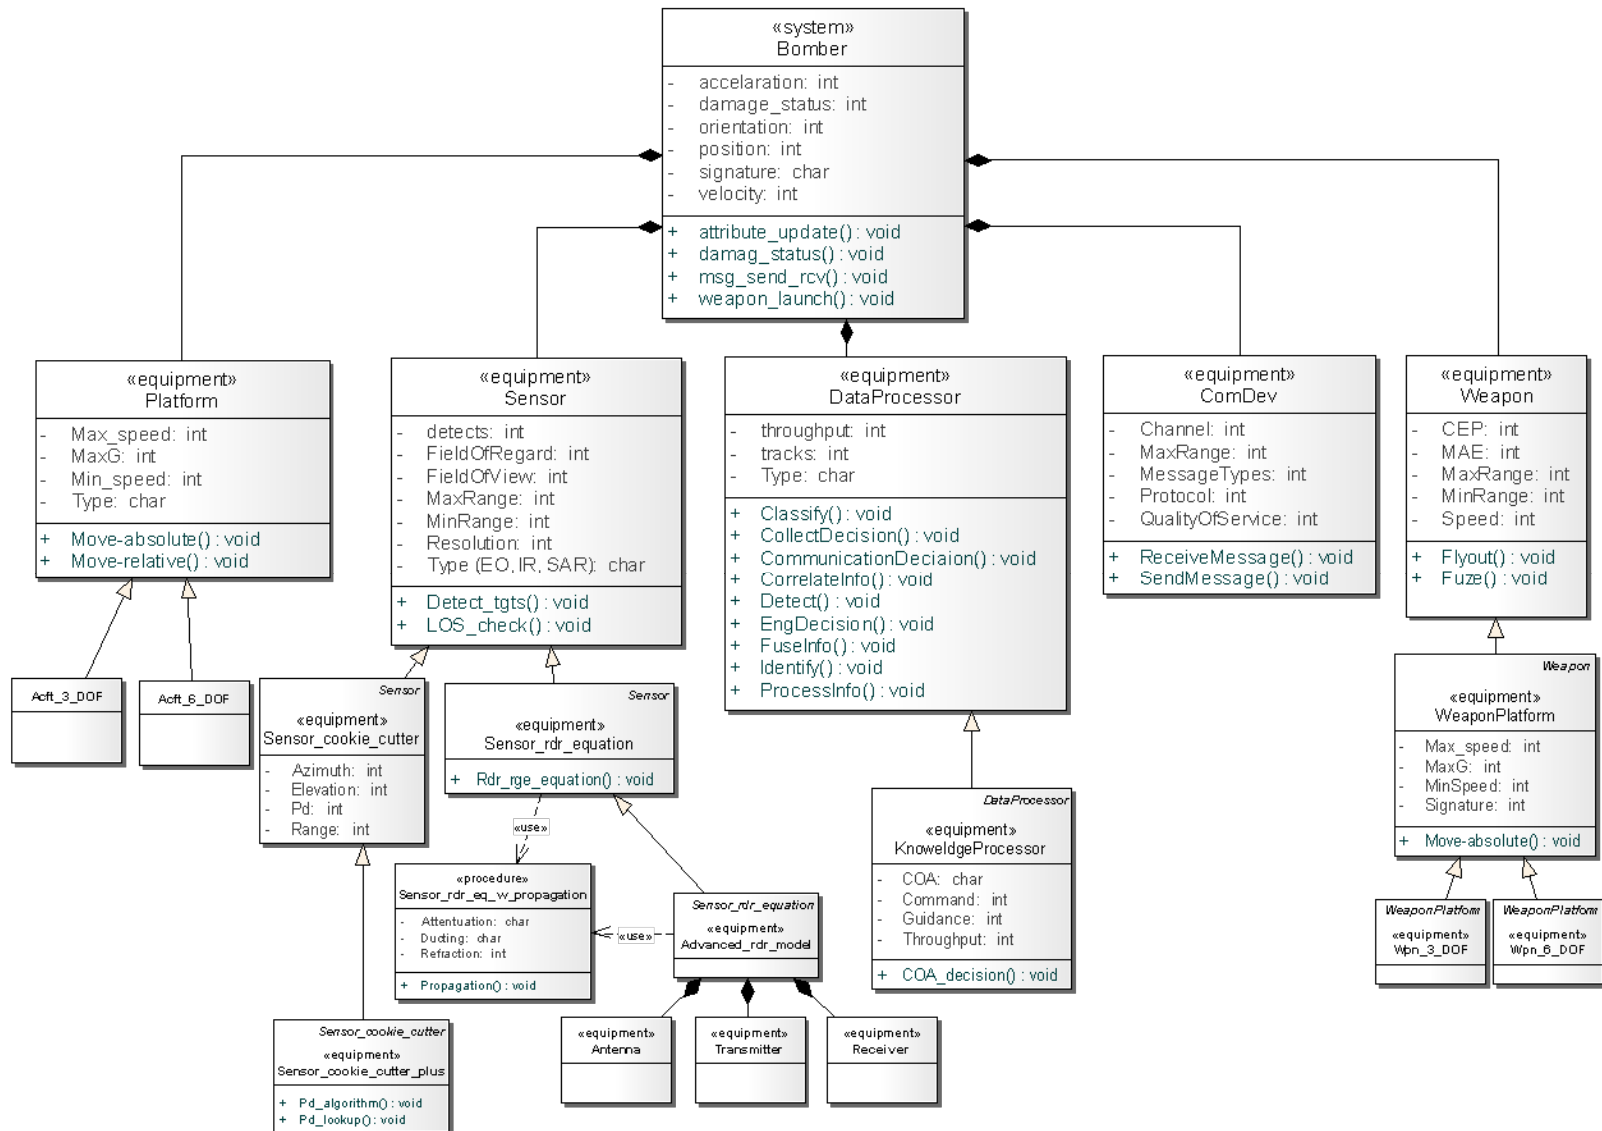 «system»
Bomber
- accelaration: int
- damage_status: int
- orientation: int
- position: int
- signature: char
- velocity: int
+ attribute_update() : void
+ damag_status() : void
+ msg_send_rcv() : void
+ weapon_launch() : void
«equipment»
Platform
- Max_speed: int
- MaxG: int
- Min_speed: int
- Type: char
+ Move-absolute() : void
+ Move-relative() : void
«equipment»
Sensor
- detects: int
- FieldOfRegard: int
- FieldOfView: int
- MaxRange: int
- MinRange: int
- Resolution: int
- Type (EO, IR, SAR): char
+ Detect_tgts() : void
+ LOS_check() : void
«equipment»
DataProcessor
- throughput: int
- tracks: int
- Type: char
+ Classify() : void
+ CollectDecision() : void
+ CommunicationDeciaion() : void
+ CorrelateInfo() : void
+ Detect() : void
+ EngDecision() : void
+ FuseInfo() : void
+ Identify() : void
+ ProcessInfo() : void
«equipment»
ComDev
- Channel: int
- MaxRange: int
- MessageTypes: int
- Protocol: int
- QualityOfService: int
+ ReceiveMessage() : void
+ SendMessage() : void
«equipment»
Weapon
- CEP: int
- MAE: int
- MaxRange: int
- MinRange: int
- Speed: int
+ Flyout() : void
+ Fuze() : void
Acft_3_DOF
Acft_6_DOF
Sensor
«equipment»
Sensor_cookie_cutter
- Azimuth: int
- Elevation: int
- Pd: int
- Range: int
Sensor
«equipment»
Sensor_rdr_equation
+ Rdr_rge_equation() : void
«use»
«procedure»
Sensor_rdr_eq_w_propagation
- Attentuation: char
- Ducting: char
- Refraction: int
+ Propagation() : void
«use»
Sensor_rdr_equation
«equipment»
Advanced_rdr_model
DataProcessor
«equipment»
KnoweldgeProcessor
- COA: char
- Command: int
- Guidance: int
- Throughput: int
+ COA_decision() : void
Weapon
«equipment»
WeaponPlatform
- Max_speed: int
- MaxG: int
- MinSpeed: int
- Signature: int
+ Move-absolute() : void
WeaponPlatform
«equipment»
Wpn_3_DOF
WeaponPlatform
«equipment»
Wpn_6_DOF
Sensor_cookie_cutter
«equipment»
Sensor_cookie_cutter_plus
+ Pd_algorithm() : void
+ Pd_lookup() : void
«equipment»
Antenna
«equipment»
Transmitter
«equipment»
Receiver